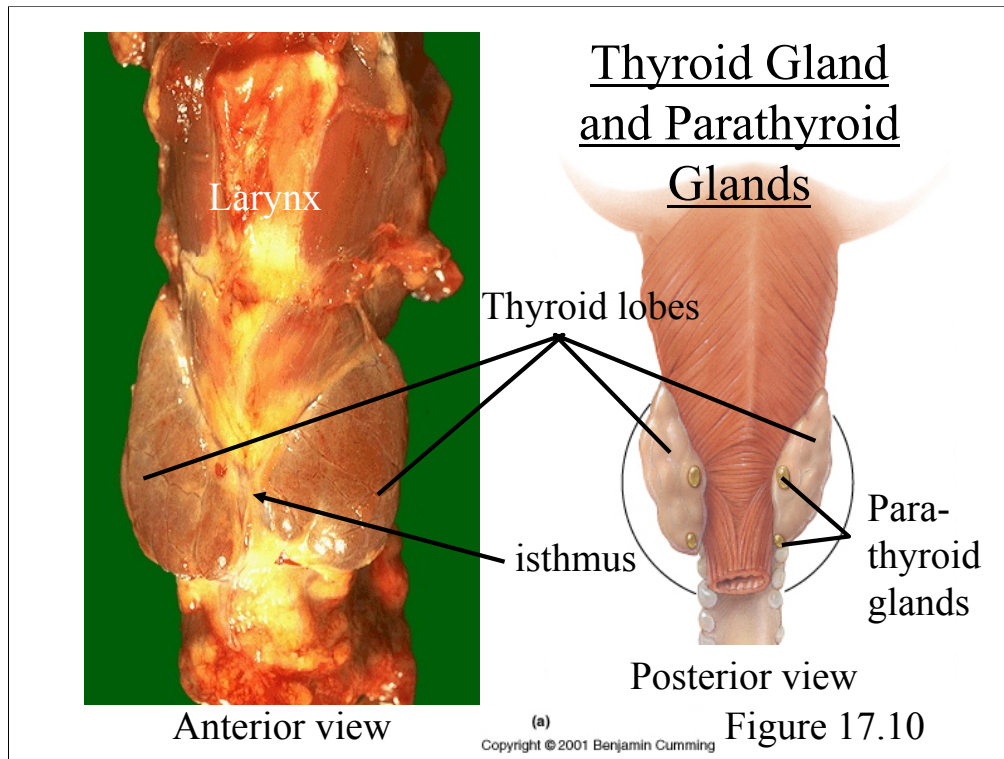 Thyroid Gland
and Parathyroid
Glands
Larynx
Thyroid lobes
isthmus
Para-
thyroid
glands
Posterior view
Anterior view
(a)
Figure 17.10
Copyright © 2001 Benjamin Cumming